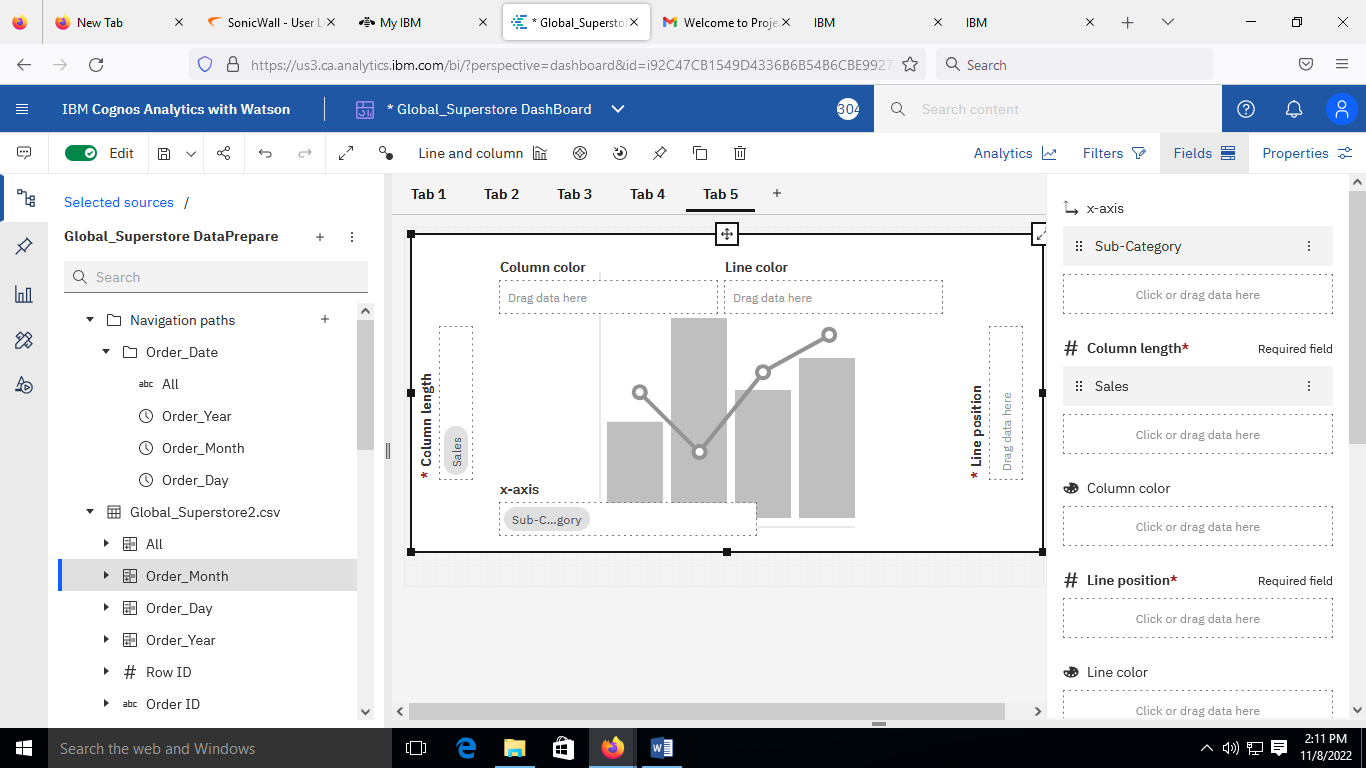 New Tab
SonicWall - User L
My IBM
* Global_Supersto
Welcome to Proje
IBM
IBM
https://us3.ca.analytics.ibm.com/bi/?perspective=dashboard&id=i92C47CB1549D4336B6B54B6CBE9927
Search
IBM Cognos Analytics with Watson
* Global_Superstore DashBoard
304
Search content
Edit
Line and column
Analytics
Filters
Fields
Properties
Selected sources /
Global_Superstore DataPrepare
Search
Navigation paths
Order_Date
abc All
Order_Year
Order_Month
Order_Day
Global_Superstore2.csv
All
Order_Month
Order_Day
Order_Year
# Row ID
abc Order ID
Tab 1
Tab 2
Tab 3
Tab 4
Tab 5
Column color
Line color
Drag data here
Drag data here
* Column length
Sales
* Line position
Drag data here
x-axis
Sub-C...gory
x-axis
Sub-Category
Click or drag data here
# Column length* Required field
Sales
Click or drag data here
Column color
Click or drag data here
# Line position* Required field
Click or drag data here
Line color
Click or drag data here
Search the web and Windows
2:11 PM
11/8/2022